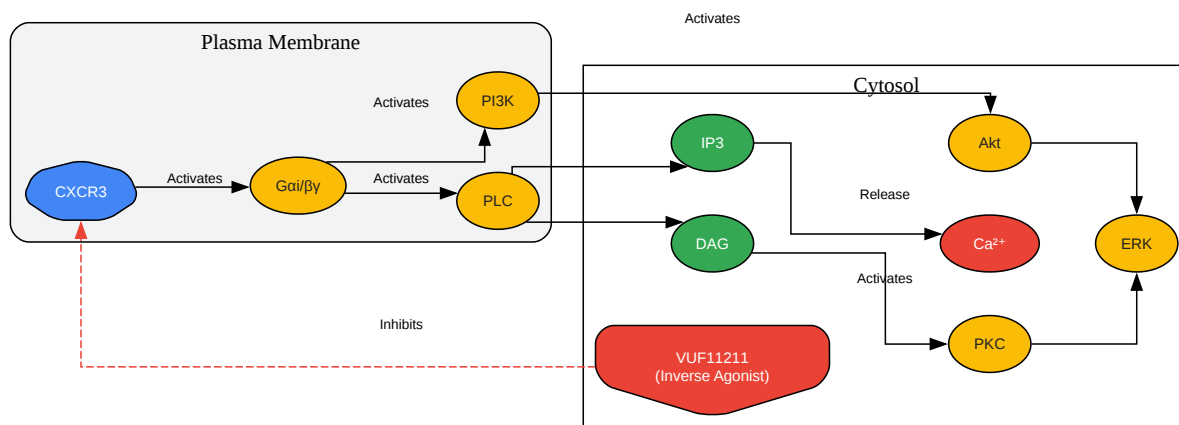 Activates
Plasma Membrane
Cytosol
Activates
PI3K
IP3
Akt
CXCR3
Activates
Gαi/βγ
Activates
PLC
Release
DAG
Ca²⁺
ERK
Activates
Inhibits
PKC
VUF11211
(Inverse Agonist)